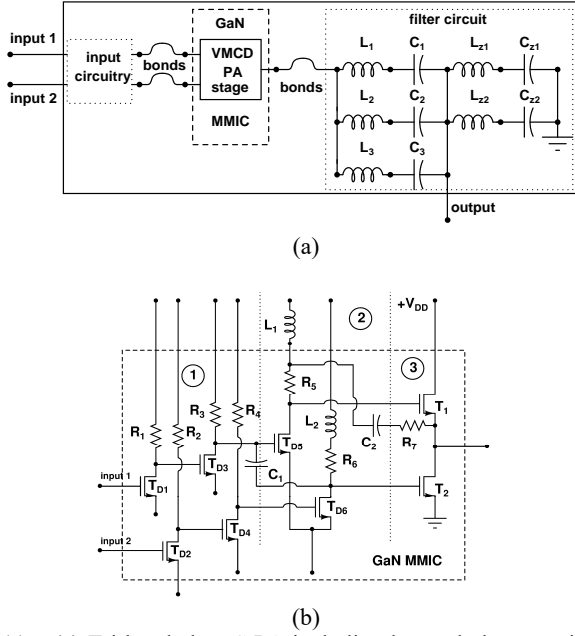 GaN
filter circuit
input 1
input circuitry
bonds
VMCD PA stage
bonds
MMIC
input 2
L1 C1 Lz1 Cz1
L2 C2 Lz2 Cz2
L3 C3
output
(a)
+VDD
L1
2
1
3
R1 R2 R3 R4
R5
L2
C2 R7
T1
R6
input 1
TD1 TD3
C1
TD5
TD6
T2
input 2
TD2 TD4
GaN MMIC
(b)